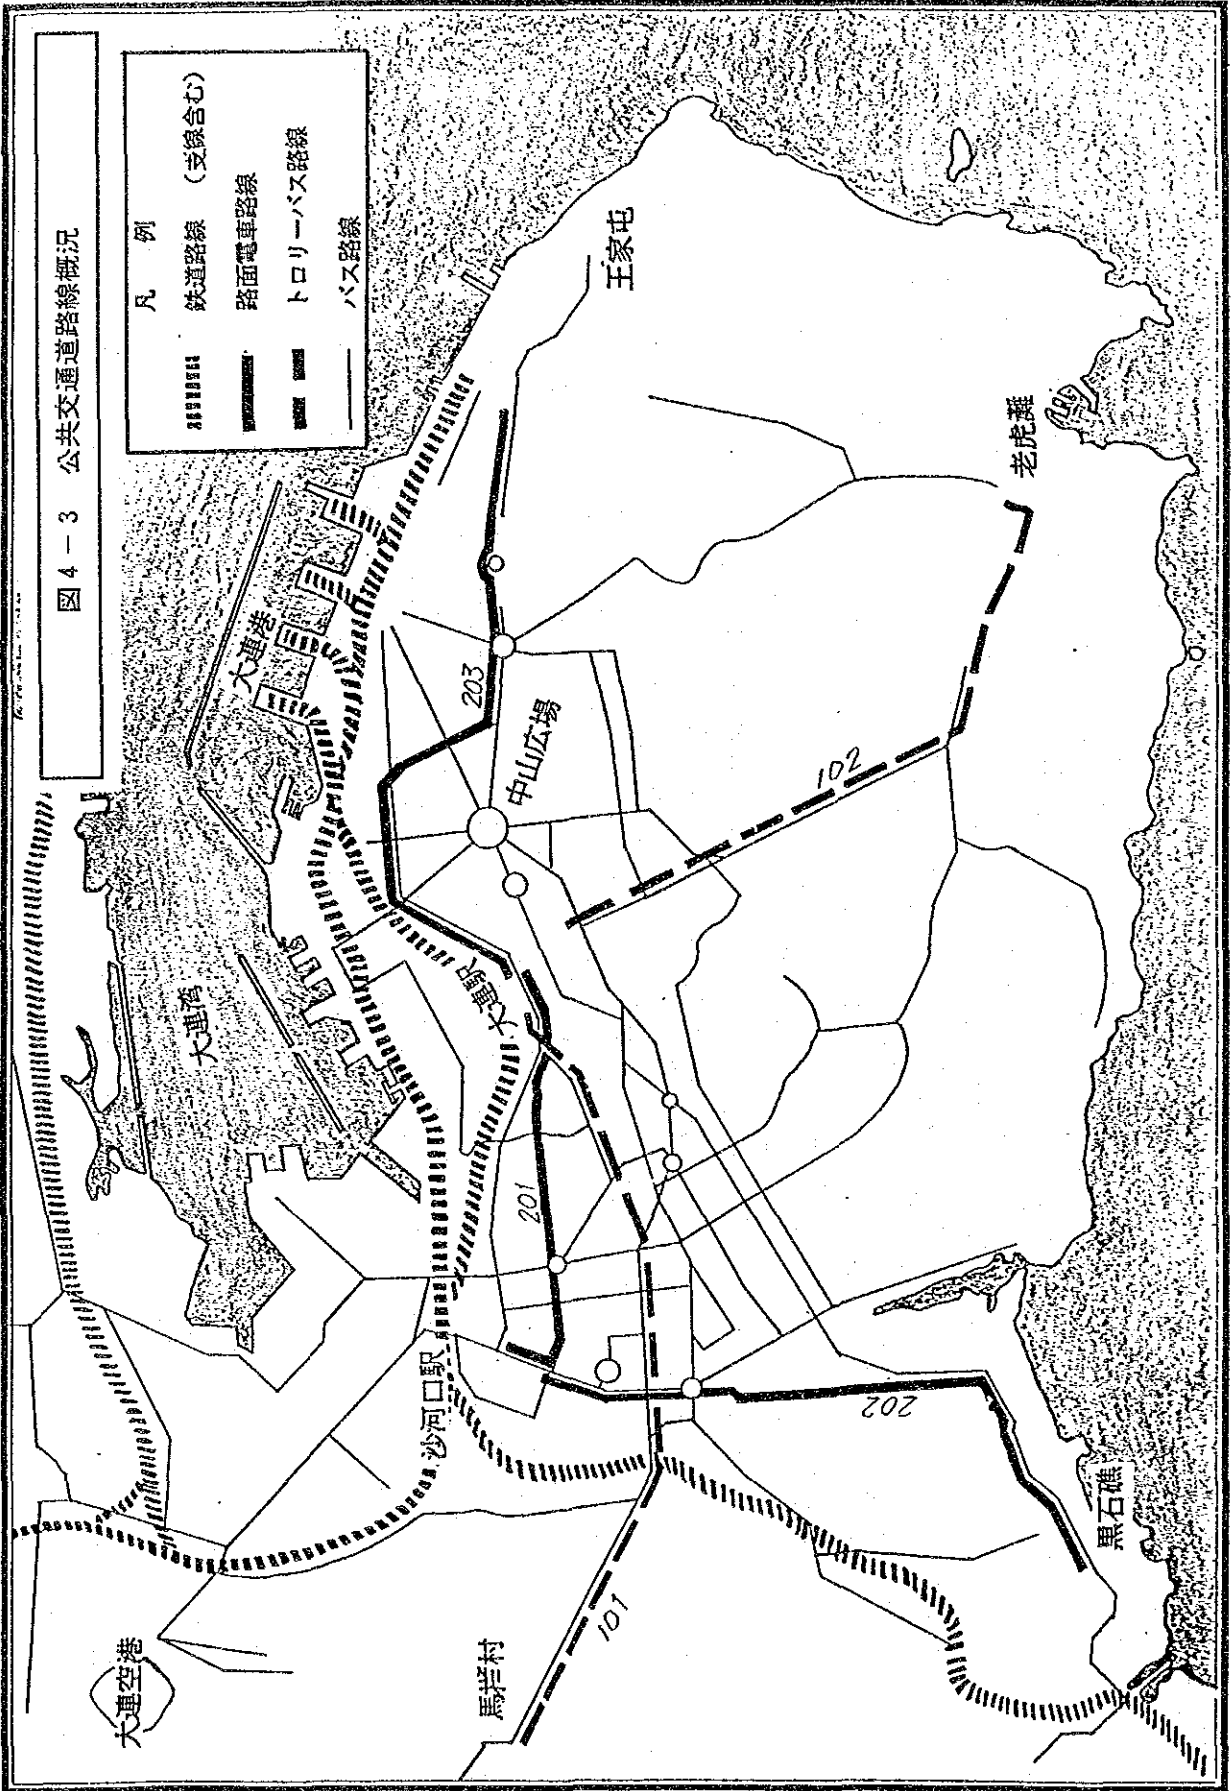 図4-3 公共交通道路線概況
凡 例
鉄道路線 (支線含む)
路面電車路線
トロリーバス路線
バス路線
大連港
大連湾
王家屯
203
中山広場
老虎灘
102
大連駅
201
沙河口駅
202
黒石礁
101
馬栏村
大連空港